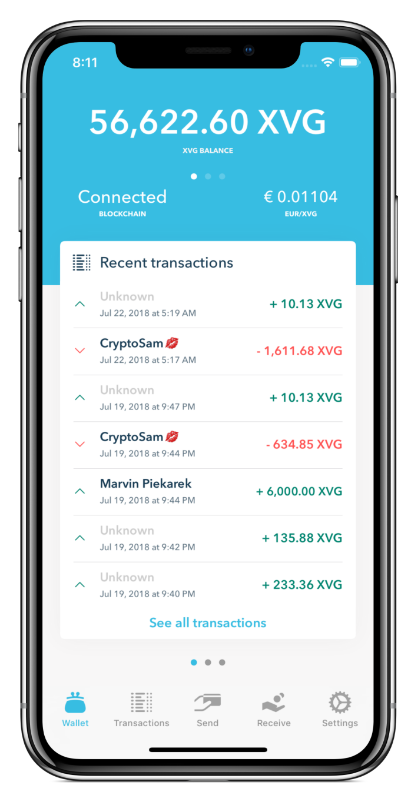 8:11
56,622.60 XVG
XVG BALANCE
Connected
BLOCKCHAIN
€ 0.01104
EUR/XVG
Recent transactions
Unknown
Jul 22, 2018 at 5:19 AM
+ 10.13 XVG
CryptoSam💋
Jul 22, 2018 at 5:17 AM
- 1,611.68 XVG
Unknown
Jul 19, 2018 at 9:47 PM
+ 10.13 XVG
CryptoSam💋
Jul 19, 2018 at 9:44 PM
- 634.85 XVG
Marvin Piekarek
Jul 19, 2018 at 9:44 PM
+ 6,000.00 XVG
Unknown
Jul 19, 2018 at 9:42 PM
+ 135.88 XVG
Unknown
Jul 19, 2018 at 9:40 PM
+ 233.36 XVG
See all transactions
Wallet
Transactions
Send
Receive
Settings